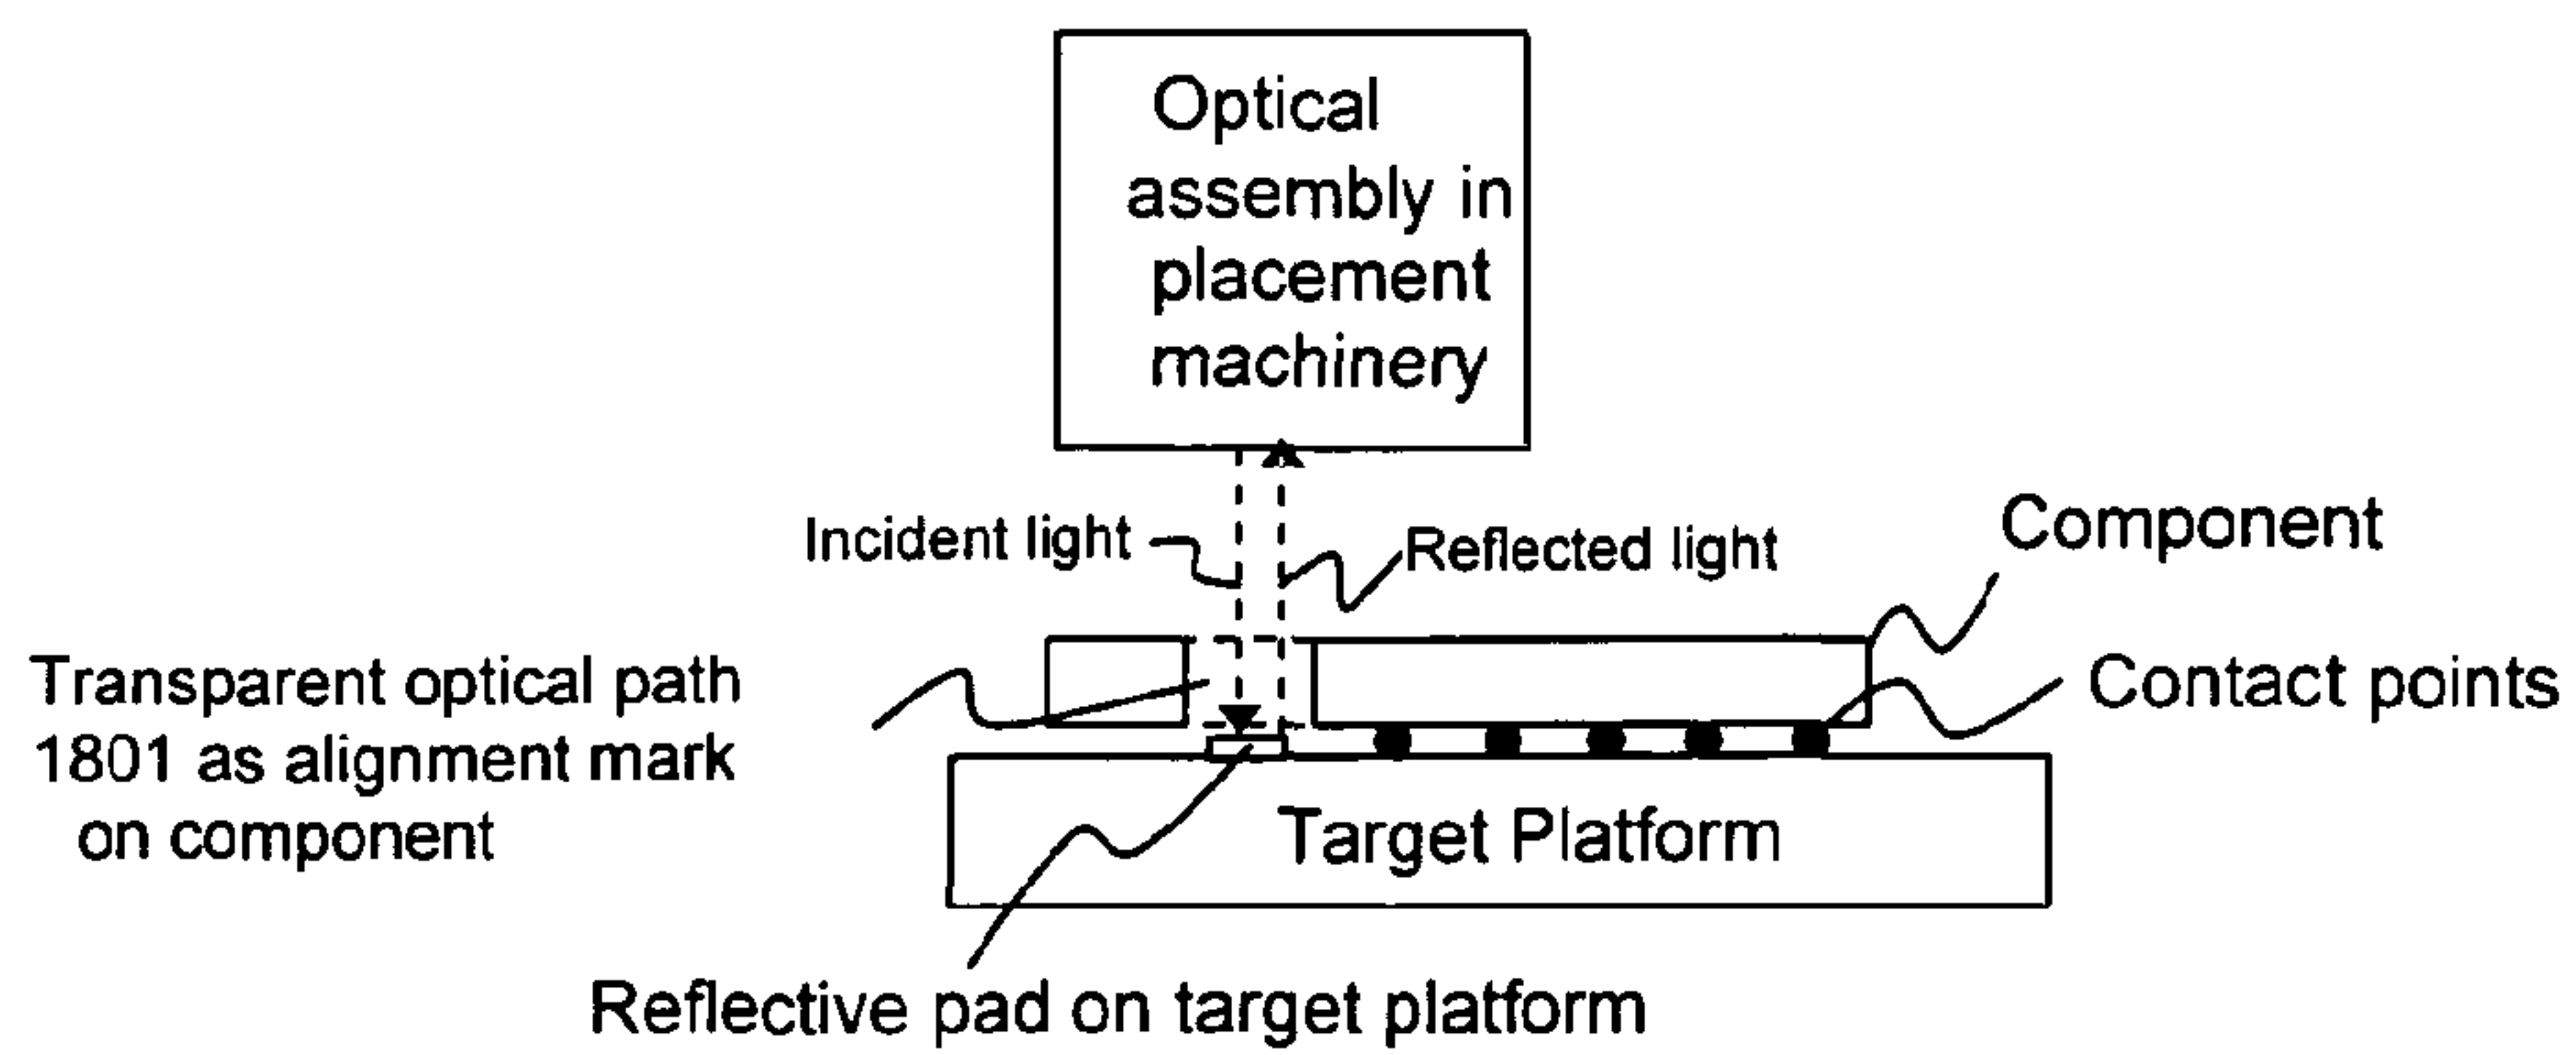 Optical
assembly in
placement
machinery
Incident light
Reflected light
Component
Transparent optical path
1801 as alignment mark
on component
Contact points
Target Platform
Reflective pad on target platform